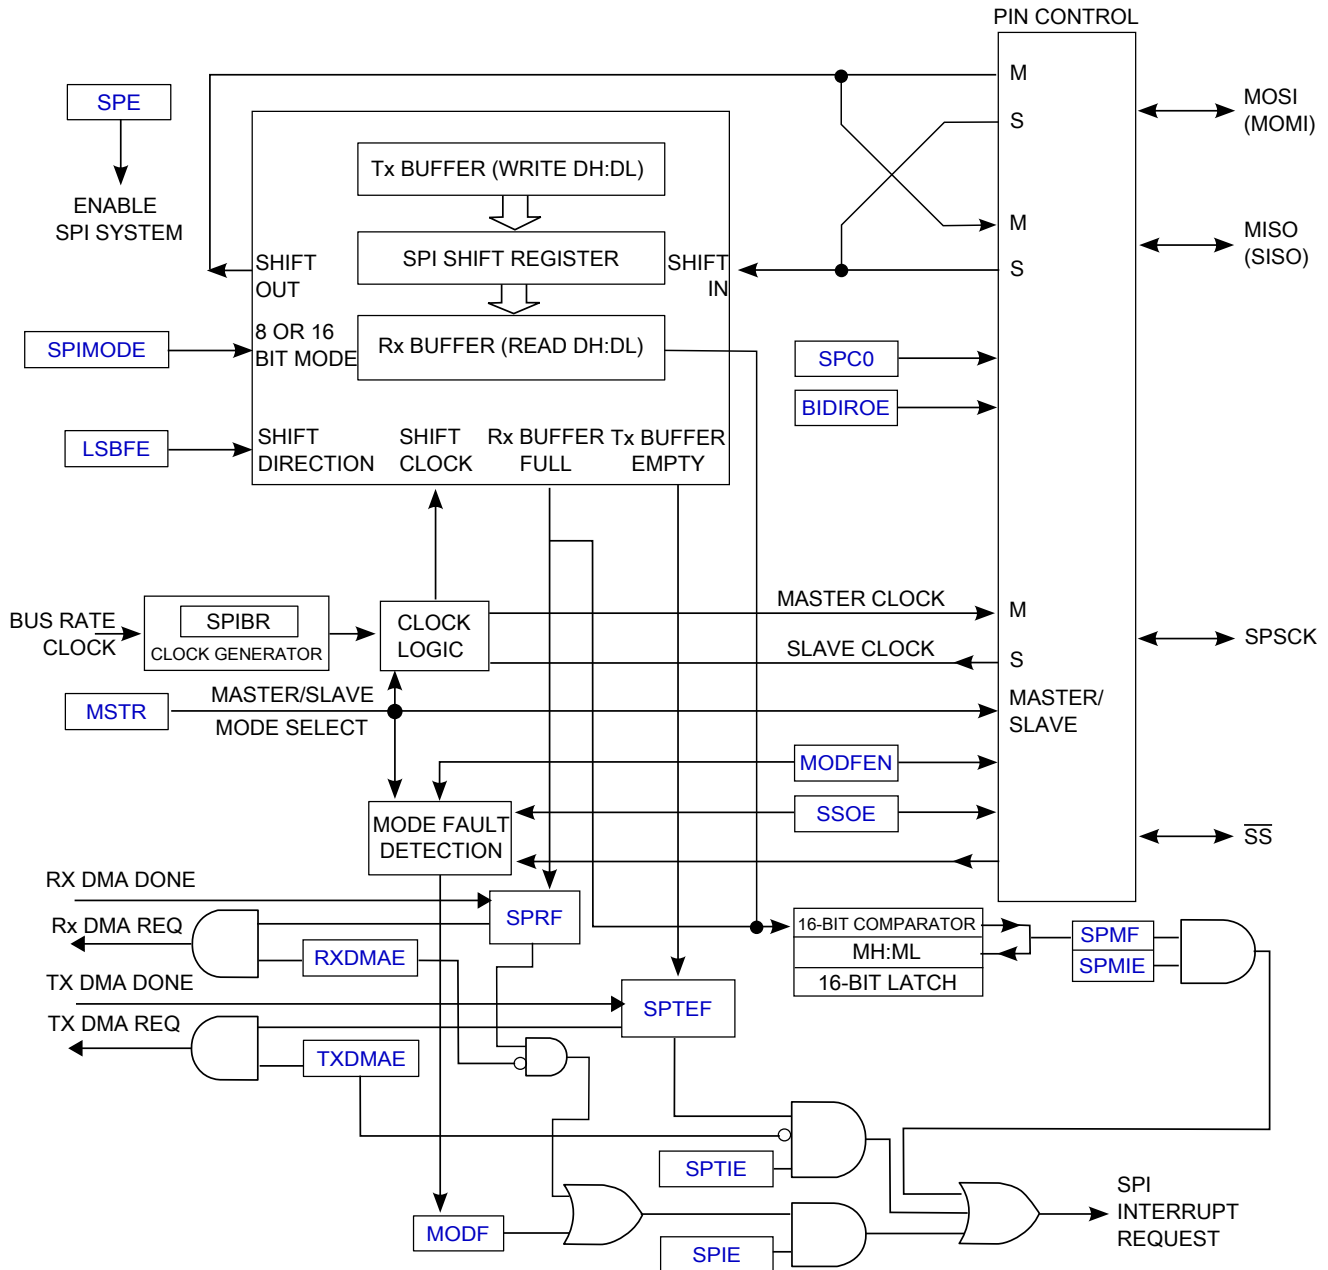 PIN CONTROL
SPE
ENABLE
SPI SYSTEM
Tx BUFFER (WRITE DH:DL)
SPI SHIFT REGISTER
Rx BUFFER (READ DH:DL)
SHIFT
OUT
SHIFT
IN
8 OR 16
BIT MODE
SPIMODE
LSBFE
SHIFT
DIRECTION
SHIFT
CLOCK
Rx BUFFER
FULL
Tx BUFFER
EMPTY
M
S
M
S
MOSI
(MOMI)
MISO
(SISO)
SPC0
BIDIROE
BUS RATE
CLOCK
SPIBR
CLOCK GENERATOR
CLOCK
LOGIC
MASTER CLOCK
M
SLAVE CLOCK
S
SPSCK
MSTR
MASTER/SLAVE
MODE SELECT
MASTER/
SLAVE
MODFEN
SSOE
MODE FAULT
DETECTION
SS
RX DMA DONE
Rx DMA REQ
SPRF
RXDMAE
TX DMA DONE
TX DMA REQ
SPTEF
TXDMAE
16-BIT COMPARATOR
MH:ML
16-BIT LATCH
SPMF
SPMIE
SPTIE
MODF
SPIE
SPI
INTERRUPT
REQUEST